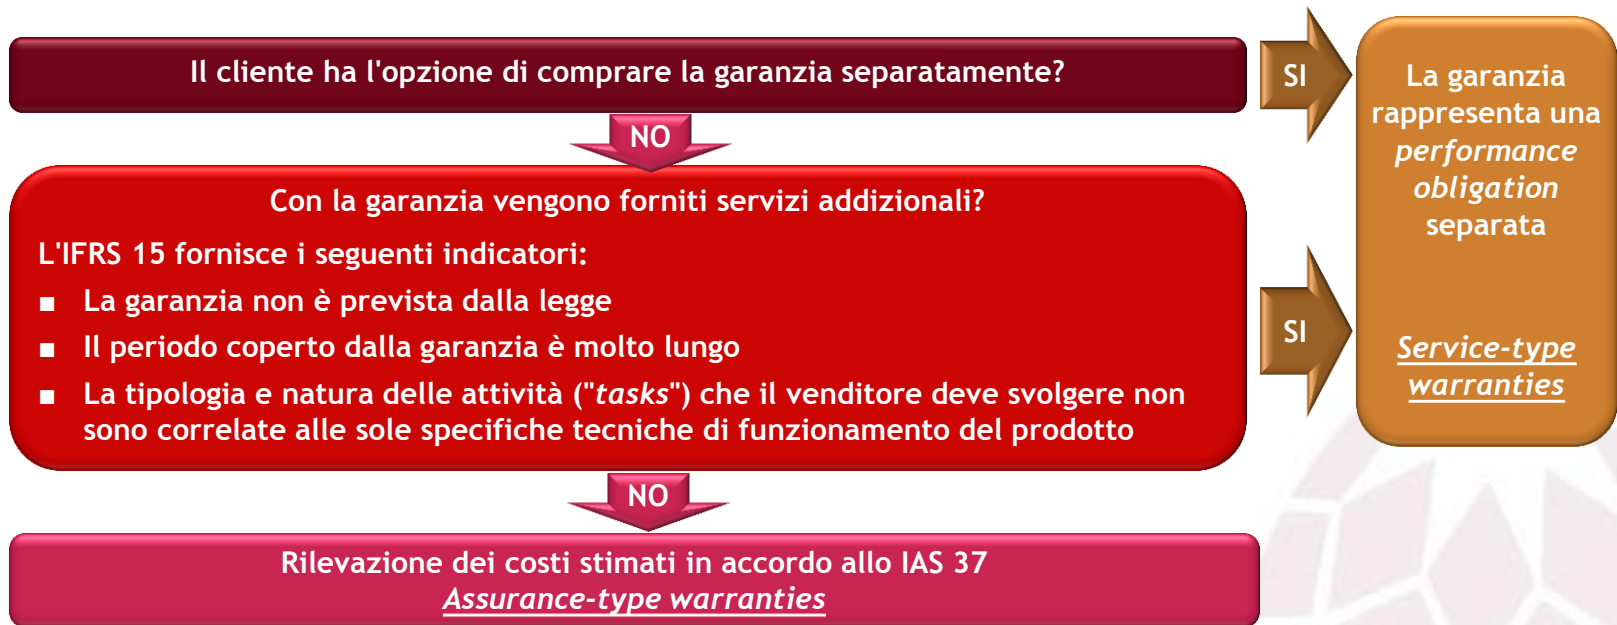 Il cliente ha l'opzione di comprare la garanzia separatamente?
SI
NO
La garanzia
rappresenta una
performance
obligation
separata
Service-type
warranties
Con la garanzia vengono forniti servizi addizionali?
L'IFRS 15 fornisce i seguenti indicatori:
■ La garanzia non è prevista dalla legge
■ Il periodo coperto dalla garanzia è molto lungo
■ La tipologia e natura delle attività ("tasks") che il venditore deve svolgere non
sono correlate alle sole specifiche tecniche di funzionamento del prodotto
SI
NO
Rilevazione dei costi stimati in accordo allo IAS 37
Assurance-type warranties